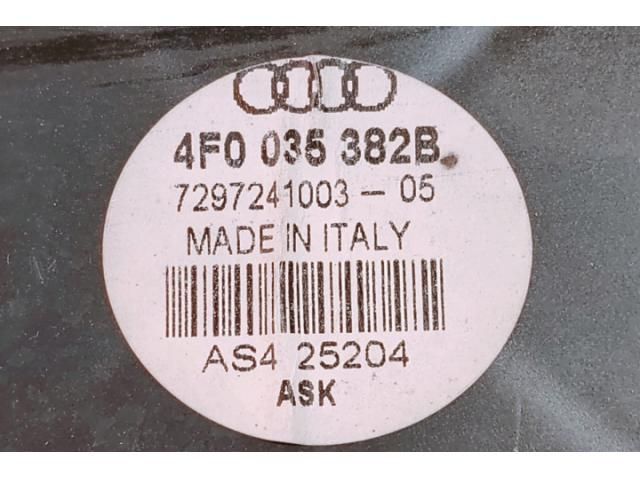 4F0 035 382B
7297241003 - 05
MADE IN ITALY
AS4 25204
ASK